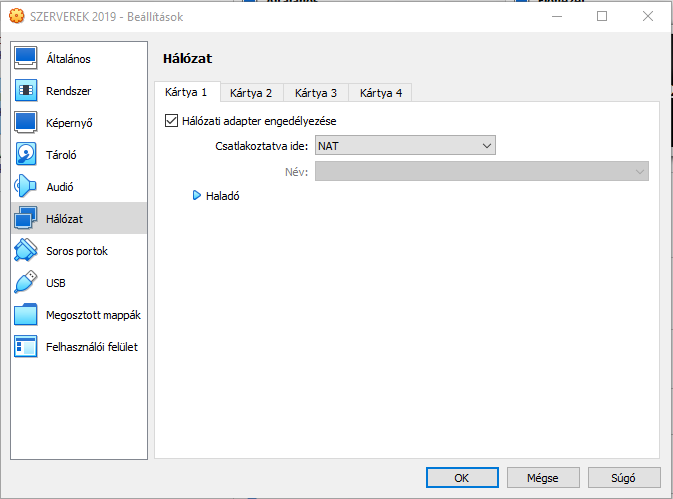 SZERVEREK 2019 - Beállítások
Általános
Rendszer
Képernyő
Tároló
Audió
Hálózat
Soros portok
USB
Megosztott mappák
Felhasználói felület
Hálózat
Kártya 1
Kártya 2
Kártya 3
Kártya 4
Hálózati adapter engedélyezése
Csatlakoztatva ide: NAT
Név:
Haladó
OK
Mégse
Súgó